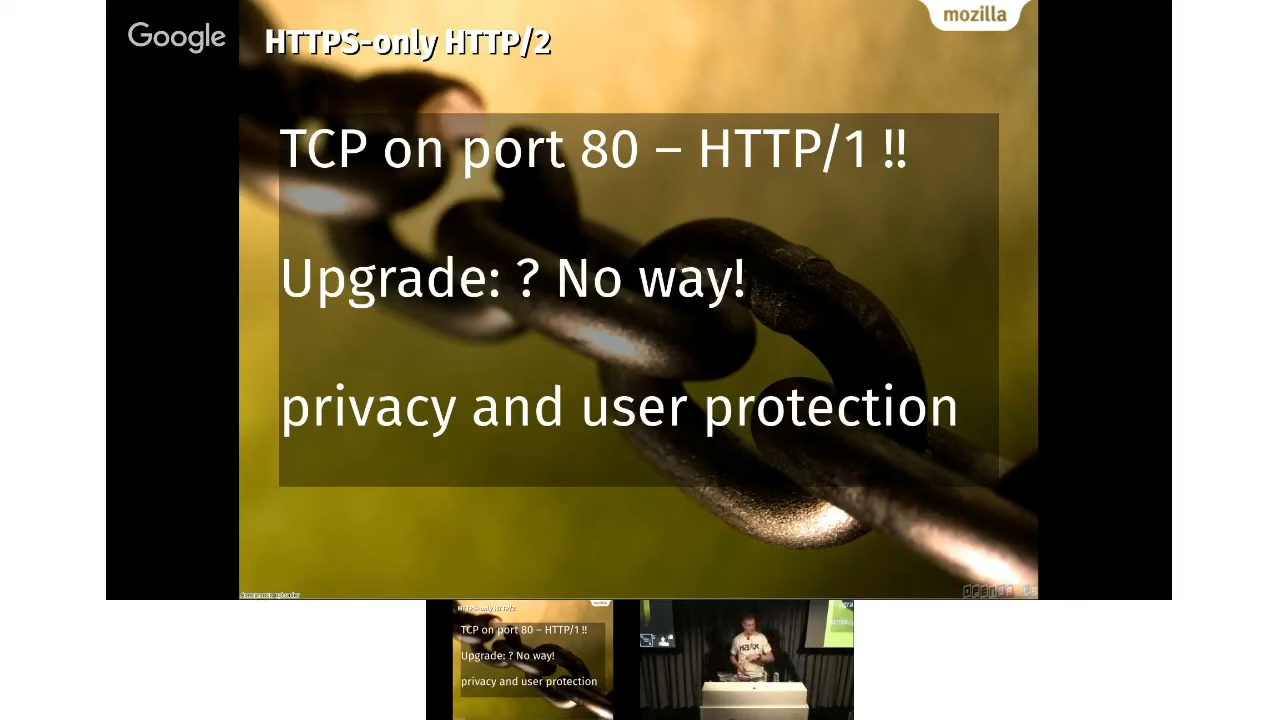 Google
HTTPS-only HTTP/2
mozilla
TCP on port 80 – HTTP/1 !!
Upgrade: ? No way!
privacy and user protection
HTTPS-only HTTP/2
mozilla
TCP on port 80 – HTTP/1 !!
Upgrade: ? No way!
privacy and user protection